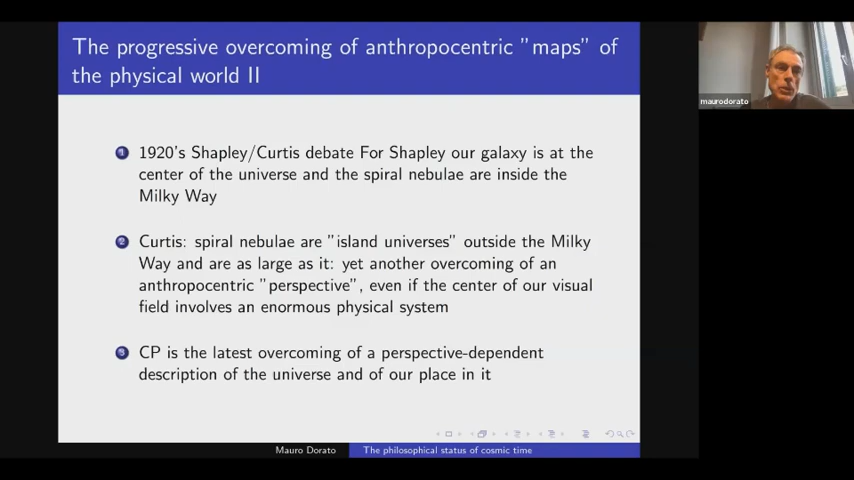 The progressive overcoming of anthropocentric "maps" of
the physical world II
1 1920's Shapley/Curtis debate For Shapley our galaxy is at the
center of the universe and the spiral nebulae are inside the
Milky Way
2 Curtis: spiral nebulae are "island universes" outside the Milky
Way and are as large as it: yet another overcoming of an
anthropocentric "perspective", even if the center of our visual
field involves an enormous physical system
3 CP is the latest overcoming of a perspective-dependent
description of the universe and of our place in it
Mauro Dorato
The philosophical status of cosmic time
maurodorato